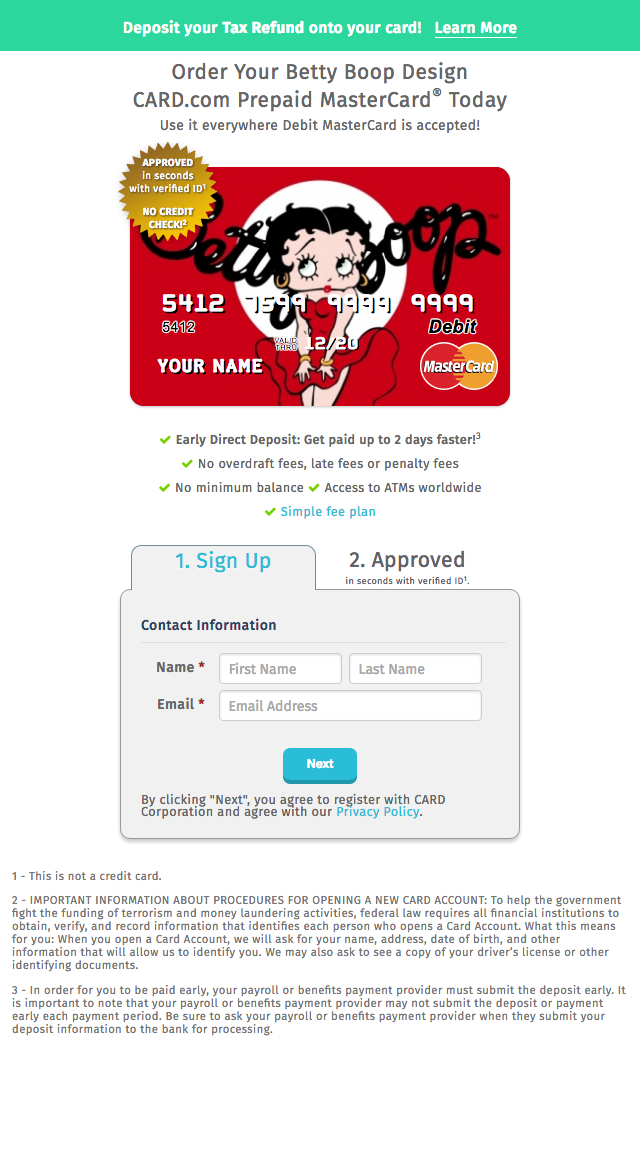 Deposit your Tax Refund onto your card! Learn More
Order Your Betty Boop Design
CARD.com Prepaid MasterCard® Today
Use it everywhere Debit MasterCard is accepted!
APPROVED
in seconds
with verified ID¹
NO CREDIT
CHECK!²
Betty Boop™
5412 7599 9999 9999
5412
Debit
VALID
THRU 12/20
YOUR NAME
MasterCard
Early Direct Deposit: Get paid up to 2 days faster!³
No overdraft fees, late fees or penalty fees
No minimum balance Access to ATMs worldwide
Simple fee plan
1. Sign Up
2. Approved
in seconds with verified ID¹.
Contact Information
Name * First Name Last Name
Email * Email Address
Next
By clicking "Next", you agree to register with CARD
Corporation and agree with our Privacy Policy.
1 - This is not a credit card.
2 - IMPORTANT INFORMATION ABOUT PROCEDURES FOR OPENING A NEW CARD ACCOUNT: To help the government
fight the funding of terrorism and money laundering activities, federal law requires all financial institutions to
obtain, verify, and record information that identifies each person who opens a Card Account. What this means
for you: When you open a Card Account, we will ask for your name, address, date of birth, and other
information that will allow us to identify you. We may also ask to see a copy of your driver's license or other
identifying documents.
3 - In order for you to be paid early, your payroll or benefits payment provider must submit the deposit early. It
is important to note that your payroll or benefits payment provider may not submit the deposit or payment
early each payment period. Be sure to ask your payroll or benefits payment provider when they submit your
deposit information to the bank for processing.